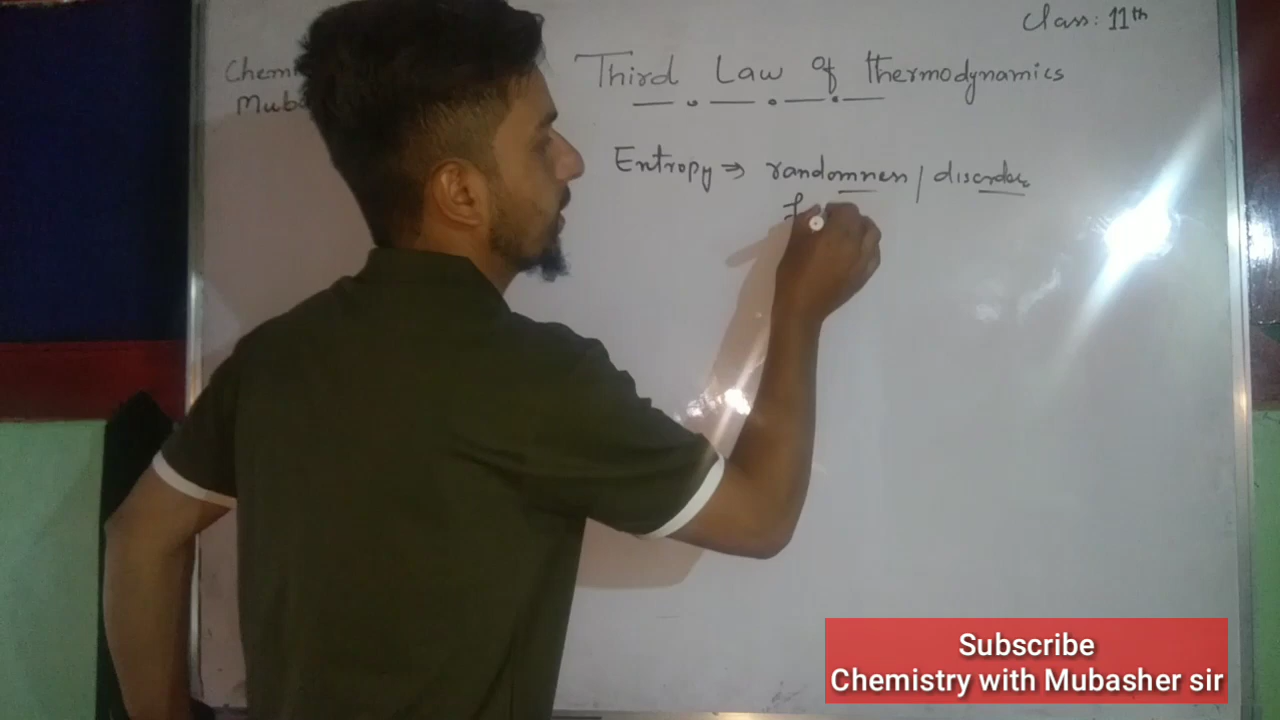 Class: 11th
Third Law of thermodynamics
Entropy ⇒ randomness / disorder
Subscribe
Chemistry with Mubasher sir